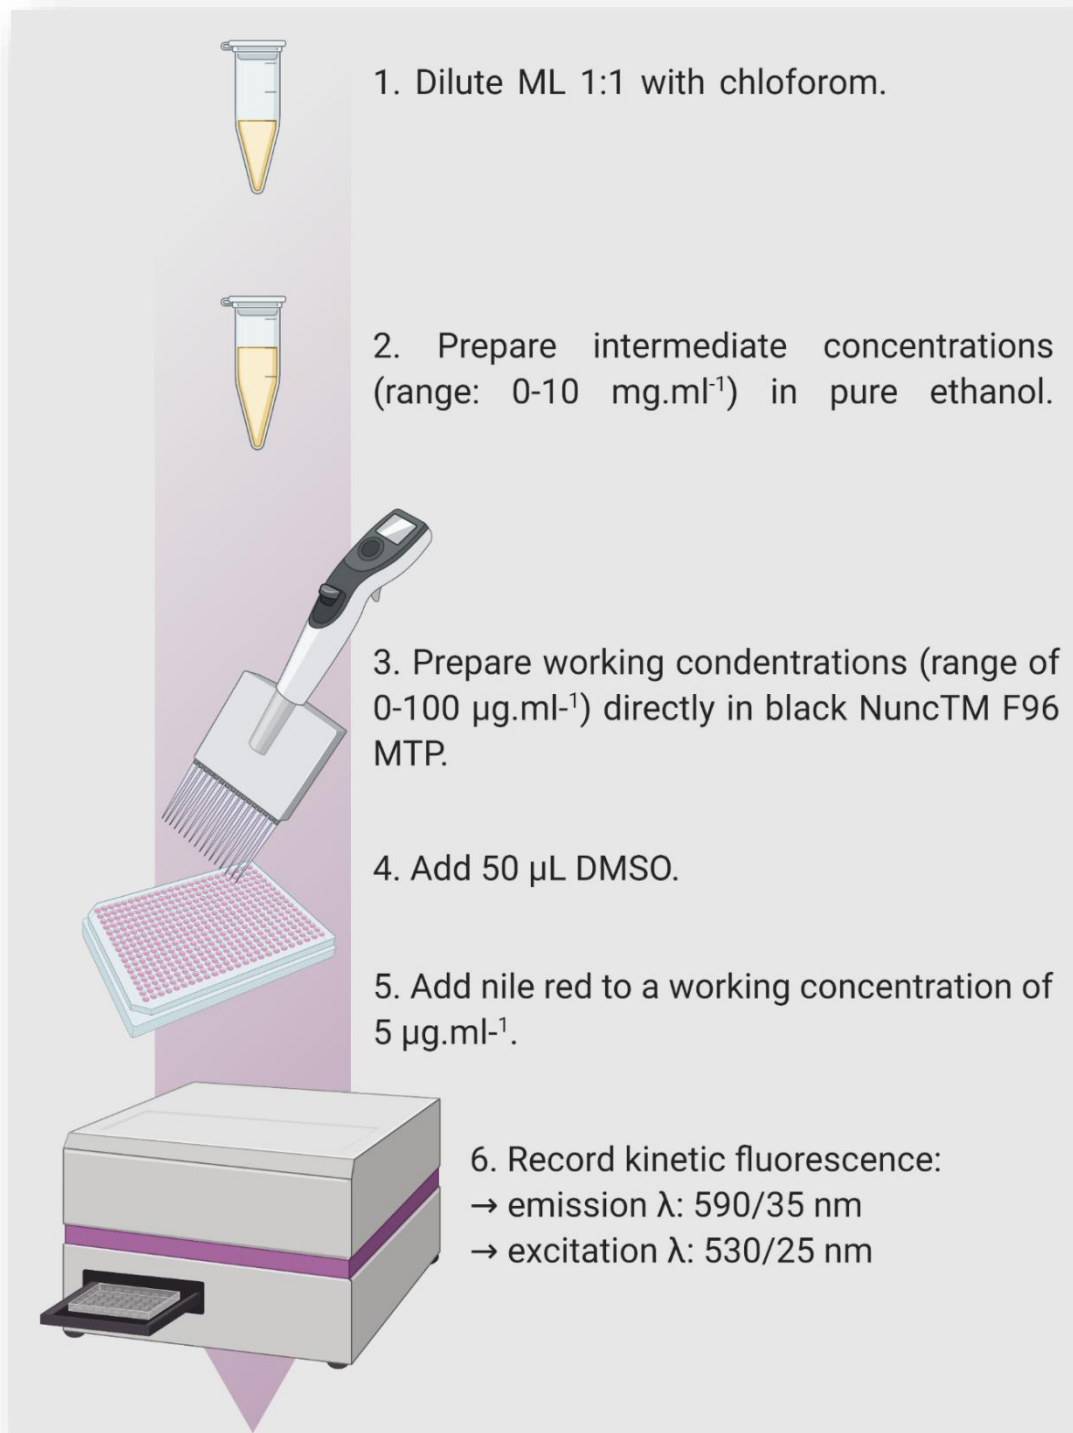 1. Dilute ML 1:1 with chloforom.
2. Prepare intermediate concentrations
(range: 0-10 mg.ml⁻¹) in pure ethanol.
3. Prepare working condentrations (range of
0-100 µg.ml-¹) directly in black NuncTM F96
MTP.
4. Add 50 µL DMSO.
5. Add nile red to a working concentration of
5 µg.ml-¹.
6. Record kinetic fluorescence:
→ emission λ: 590/35 nm
→ excitation λ: 530/25 nm